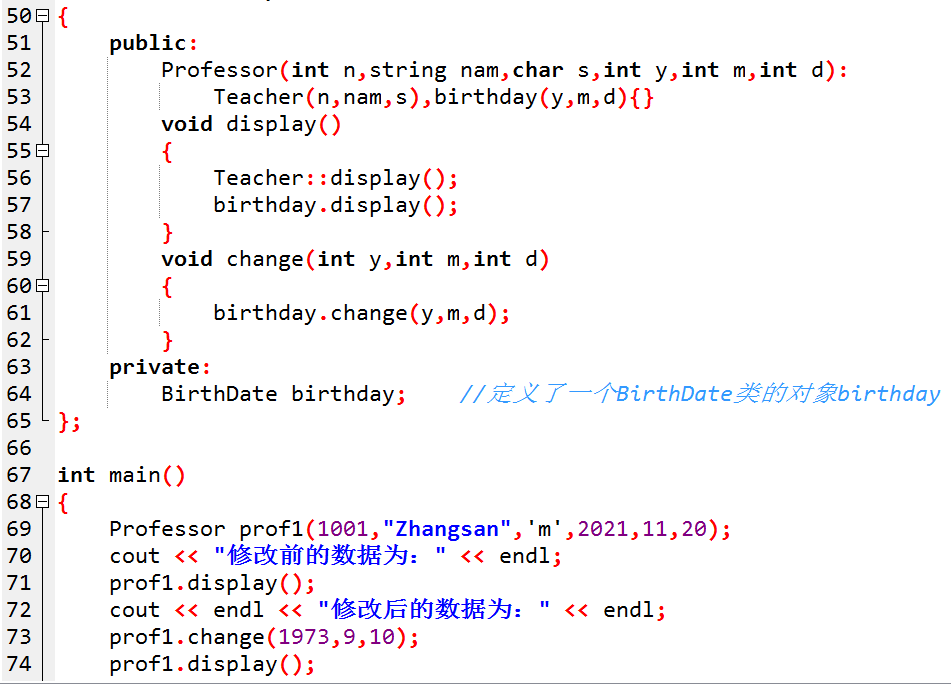 50 {
51 public:
52 Professor(int n,string nam,char s,int y,int m,int d):
53 Teacher(n,nam,s),birthday(y,m,d){}
54 void display()
55 {
56 Teacher::display();
57 birthday.display();
58 }
59 void change(int y,int m,int d)
60 {
61 birthday.change(y,m,d);
62 }
63 private:
64 BirthDate birthday; //定义了一个BirthDate类的对象birthday
65 };
66
67 int main()
68 {
69 Professor prof1(1001,"Zhangsan",'m',2021,11,20);
70 cout << "修改前的数据为：" << endl;
71 prof1.display();
72 cout << endl << "修改后的数据为：" << endl;
73 prof1.change(1973,9,10);
74 prof1.display();